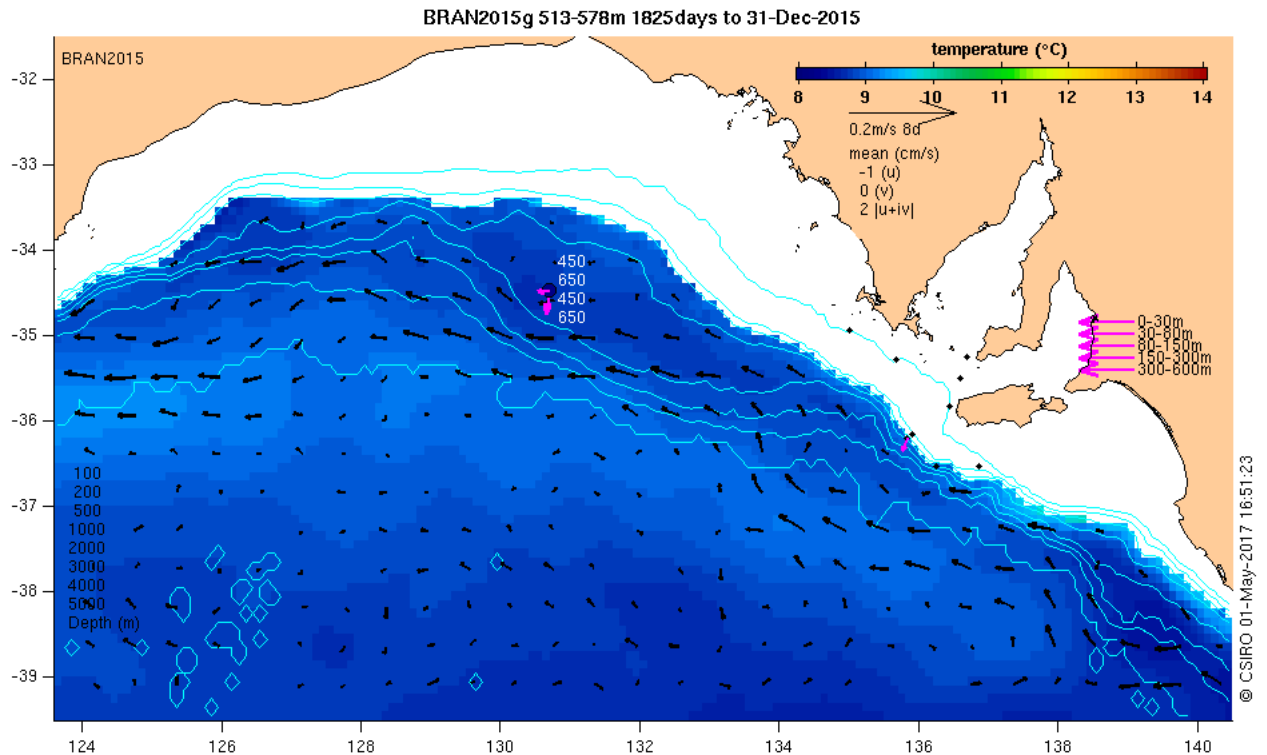 BRAN2015g 513-578m 1825days to 31-Dec-2015
BRAN2015
temperature (°C)
8 9 10 11 12 13 14
0.2m/s 8d
mean (cm/s)
-1 (u)
0 (v)
2 |u+iv|
-32
-33
-34
-35
-36
-37
-38
-39
450
650
450
650
0-30m
30-80m
80-150m
150-300m
300-600m
100
200
500
1000
2000
3000
4000
5000
Depth (m)
124 126 128 130 132 134 136 138 140
© CSIRO 01-May-2017 16:51:23